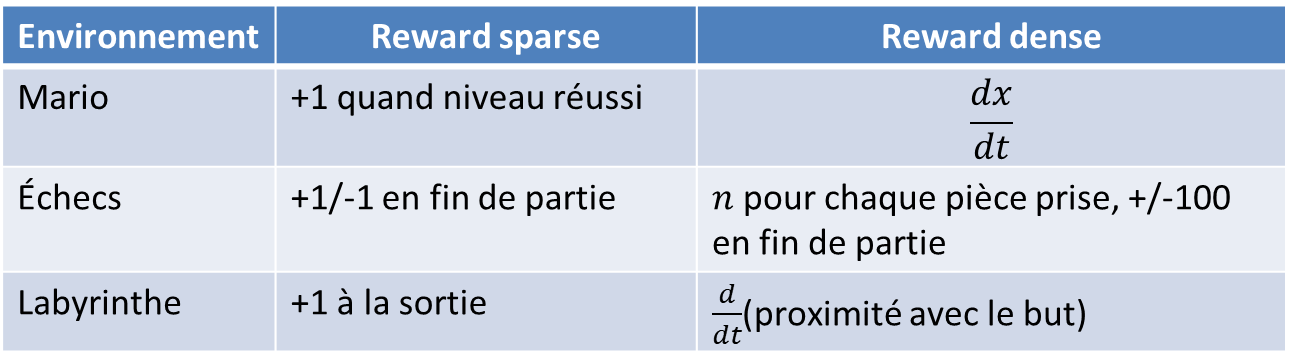 Environnement Reward sparse Reward dense
Mario +1 quand niveau réussi dx/dt
Échecs +1/-1 en fin de partie n pour chaque pièce prise, +/-100
en fin de partie
Labyrinthe +1 à la sortie d/dt(proximité avec le but)